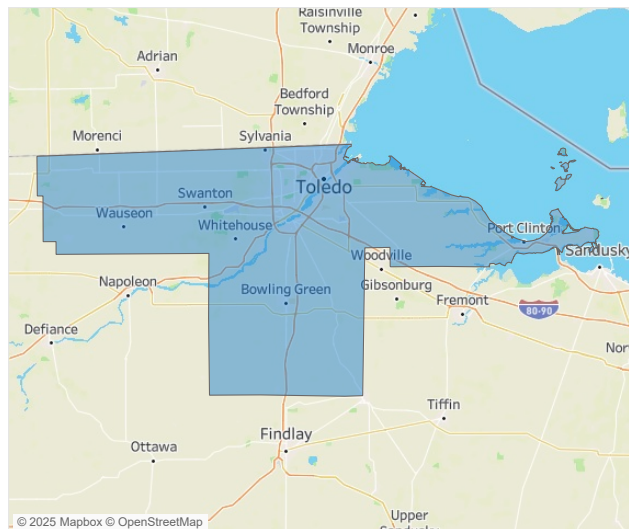 Raisinville
Township
Monroe
Adrian
Bedford
Township
Morenci
Sylvania
Toledo
Swanton
Wauseon
Whitehouse
Port Clinton
Woodville
Sandusky
Napoleon
Bowling Green
Gibsonburg
Fremont
80-90
Defiance
Nor
Tiffin
Findlay
Ottawa
Upper
Sandusky
© 2025 Mapbox © OpenStreetMap